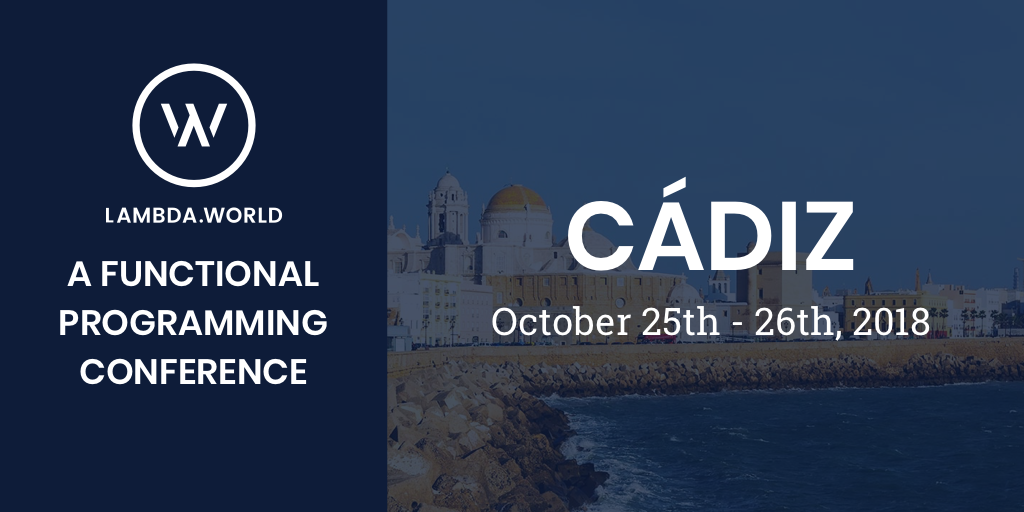 W
LAMBDA.WORLD
A FUNCTIONAL
PROGRAMMING
CONFERENCE
CÁDIZ
October 25th - 26th, 2018